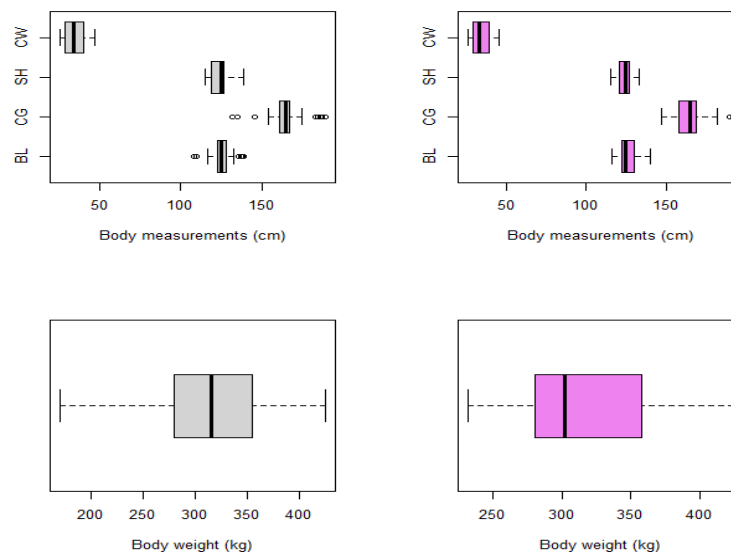 CW
SH
CG
BL
50 100 150
Body measurements (cm)
CW
SH
CG
BL
50 100 150
Body measurements (cm)
200 250 300 350 400
Body weight (kg)
250 300 350 400
Body weight (kg)